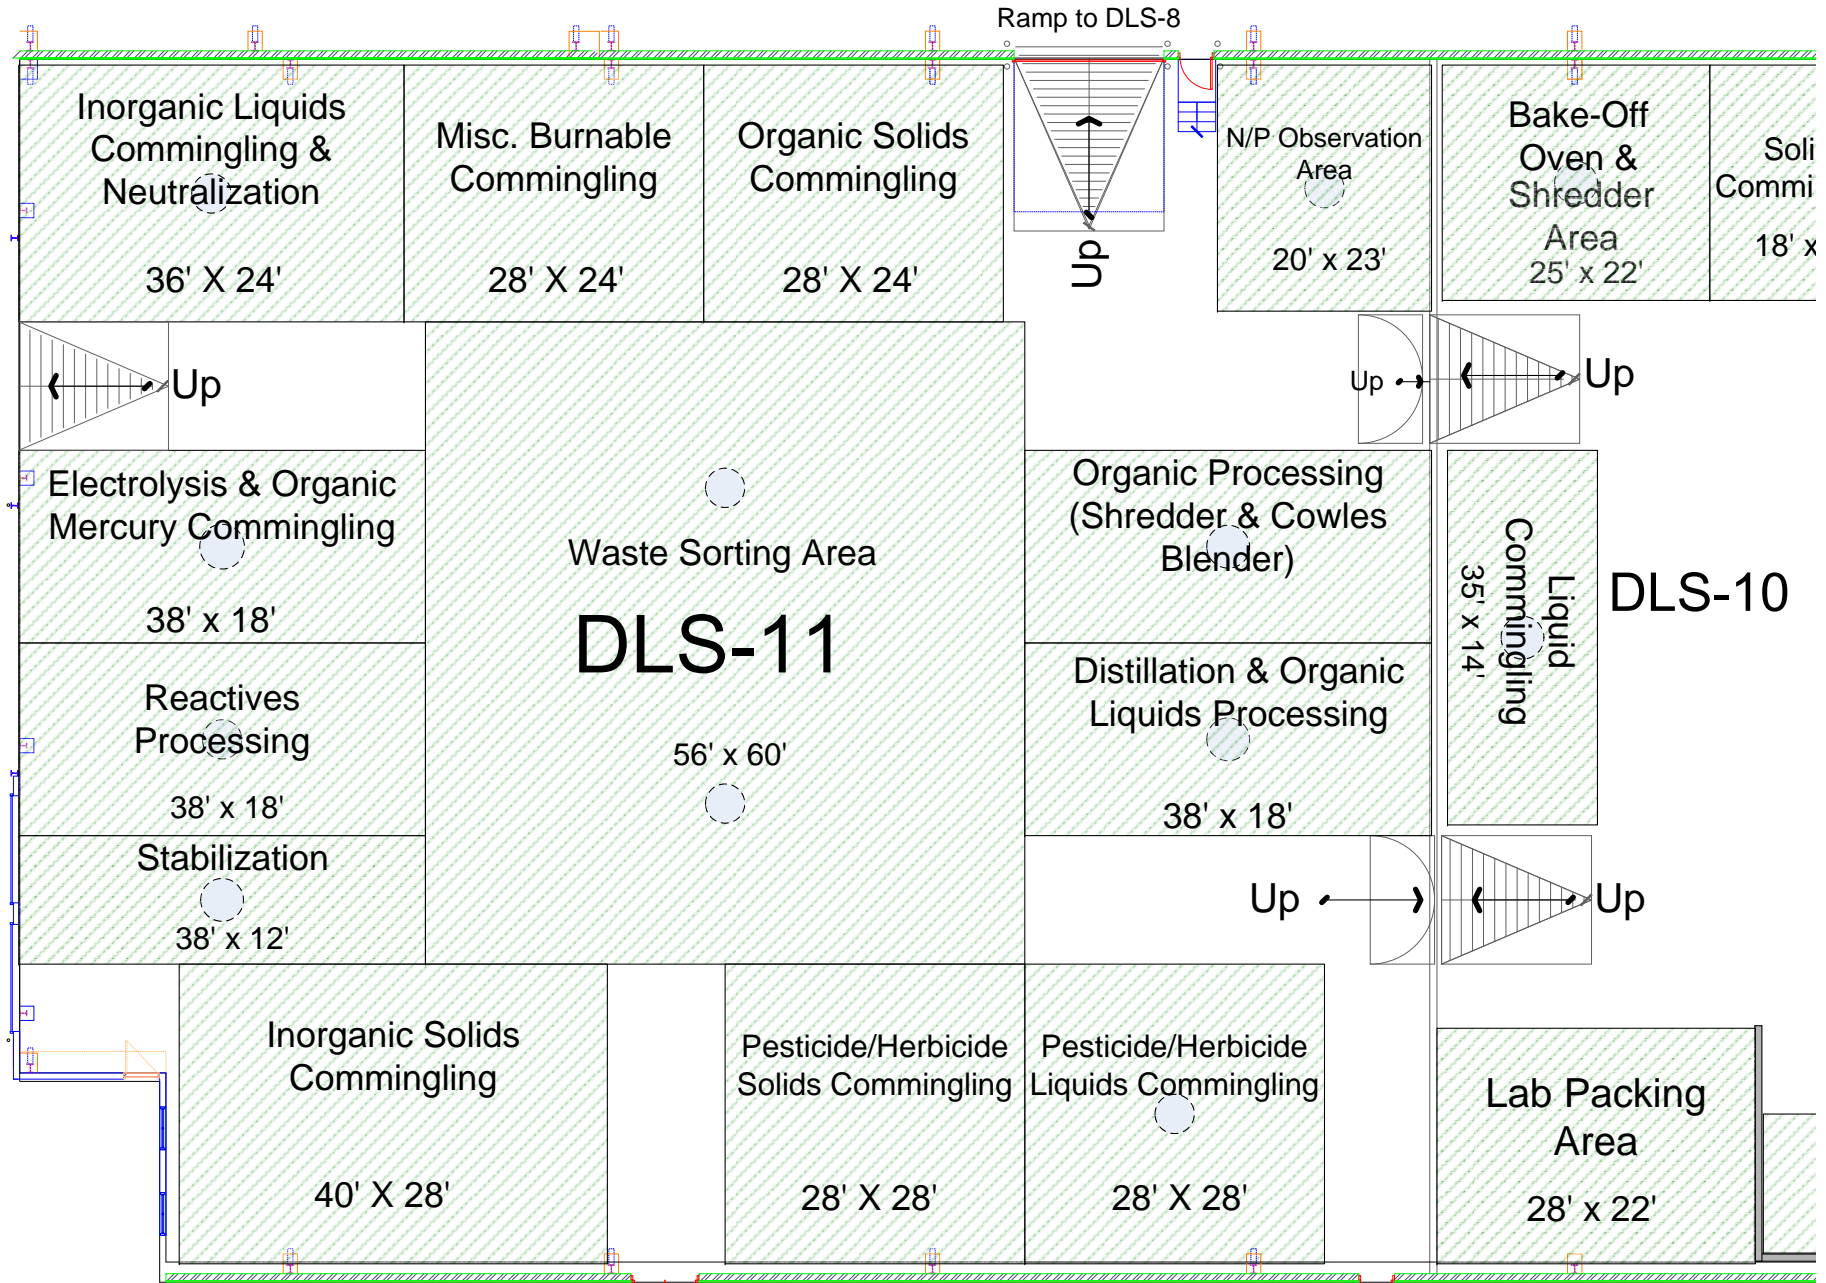 Ramp to DLS-8
Inorganic Liquids
Commingling &
Neutralization
36' X 24'
Misc. Burnable
Commingling
28' X 24'
Organic Solids
Commingling
28' X 24'
Up
N/P Observation
Area
20' x 23'
Bake-Off
Oven &
Shredder
Area
25' x 22'
Soli
Commi
18' x
Up
Up
Up
Electrolysis & Organic
Mercury Commingling
38' x 18'
Waste Sorting Area
DLS-11
56' x 60'
Organic Processing
(Shredder & Cowles
Blender)
Liquid
Commingling
35' x 14'
DLS-10
Reactives
Processing
38' x 18'
Distillation & Organic
Liquids Processing
38' x 18'
Stabilization
38' x 12'
Up
Up
Inorganic Solids
Commingling
40' X 28'
Pesticide/Herbicide
Solids Commingling
28' X 28'
Pesticide/Herbicide
Liquids Commingling
28' X 28'
Lab Packing
Area
28' x 22'